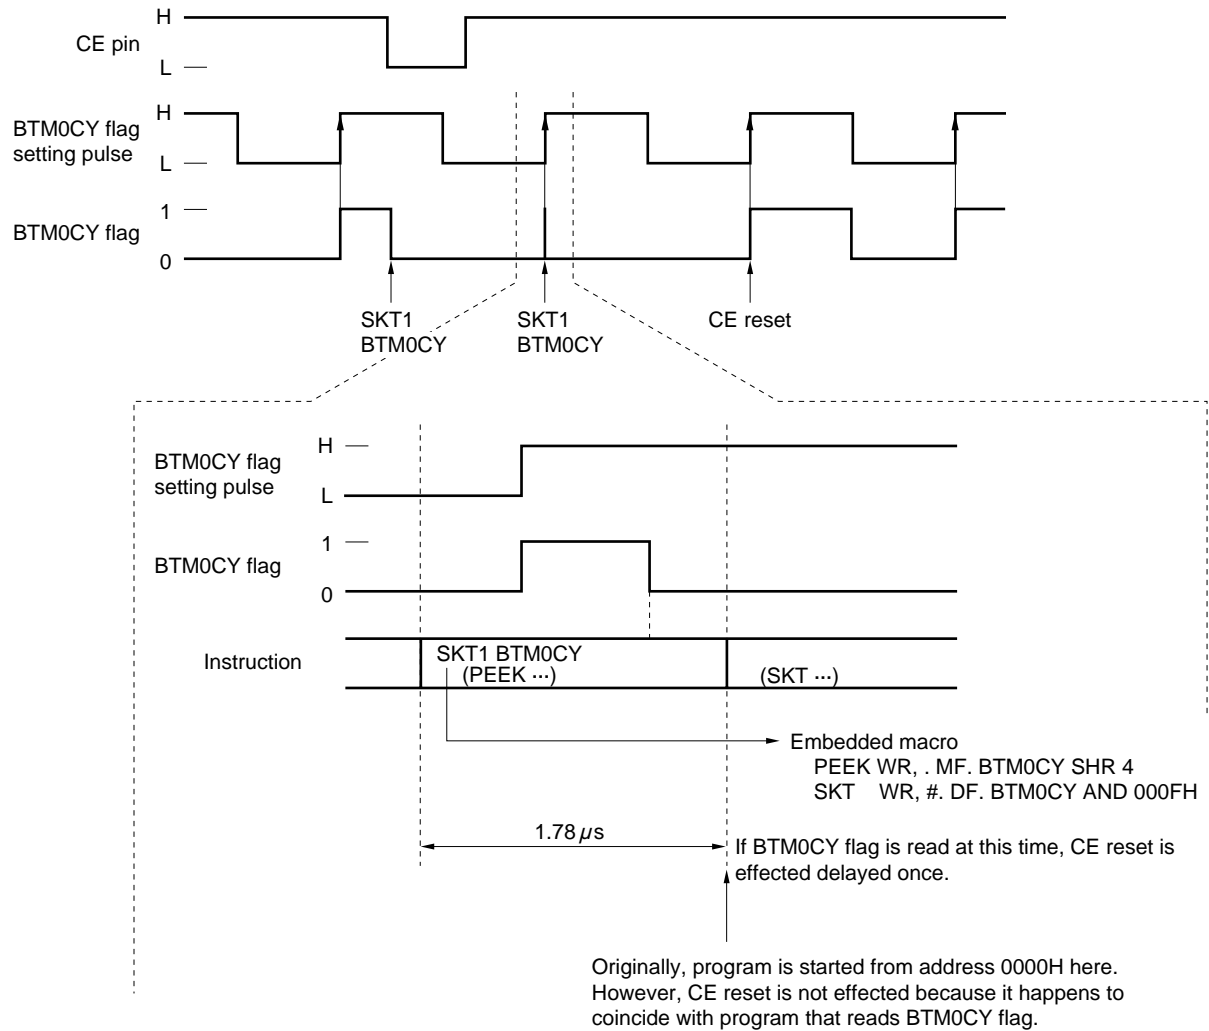 H
CE pin
L
H
BTM0CY flag
setting pulse
L
1
BTM0CY flag
0
SKT1
BTM0CY
SKT1
BTM0CY
CE reset
H
BTM0CY flag
setting pulse
L
1
BTM0CY flag
0
Instruction
SKT1 BTM0CY
(PEEK ···)
(SKT ···)
Embedded macro
PEEK WR, . MF. BTM0CY SHR 4
SKT WR, #. DF. BTM0CY AND 000FH
1.78 µs
If BTM0CY flag is read at this time, CE reset is
effected delayed once.
Originally, program is started from address 0000H here.
However, CE reset is not effected because it happens to
coincide with program that reads BTM0CY flag.